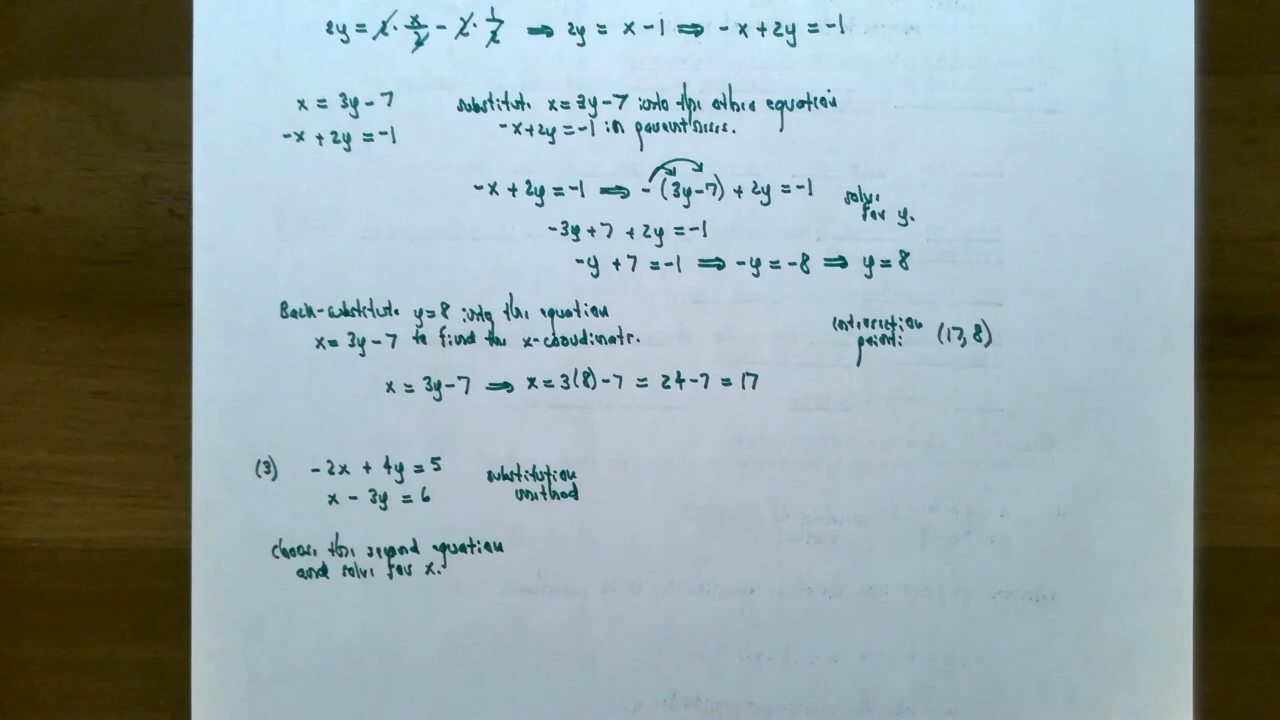 2y = 2 · x/2 - 2 · 1/2 ⇒ 2y = x - 1 ⇒ -x + 2y = -1
x = 3y - 7 substitute x = 3y - 7 into the other equation
-x + 2y = -1 -x + 2y = -1 in parentheses.
-x + 2y = -1 ⇒ -(3y - 7) + 2y = -1 solve
for y.
-3y + 7 + 2y = -1
-y + 7 = -1 ⇒ -y = -8 ⇒ y = 8
Back-substitute y = 8 into the equation
x = 3y - 7 to find the x-coordinate.
intersection
point: (17, 8)
x = 3y - 7 ⇒ x = 3(8) - 7 = 24 - 7 = 17
(3) -2x + 4y = 5 substitution
x - 3y = 6 method
choose the second equation
and solve for x.